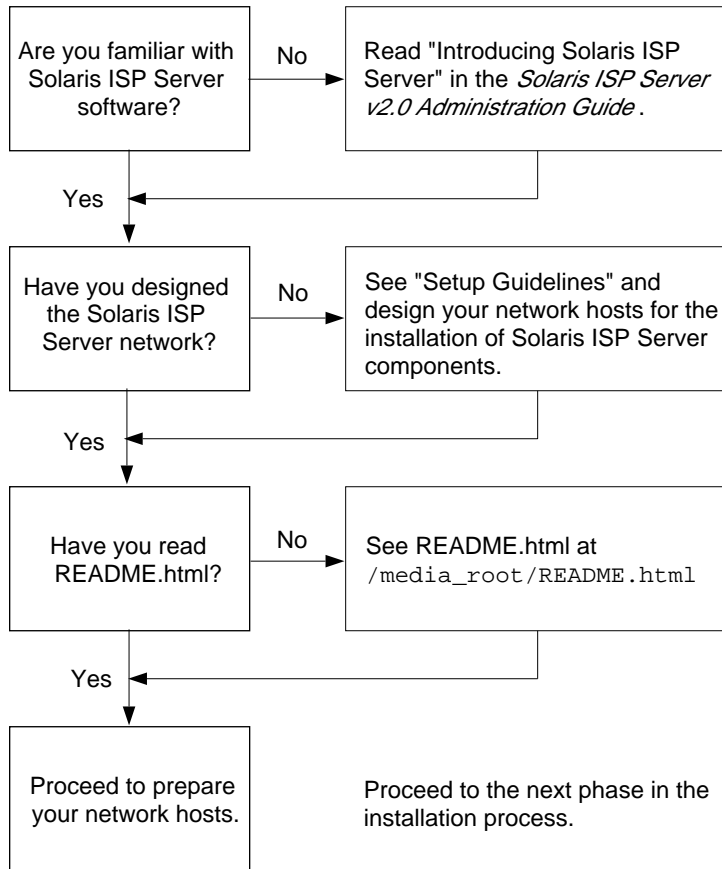 Are you familiar with
Solaris ISP Server
software?
No
Read "Introducing Solaris ISP
Server" in the Solaris ISP Server
v2.0 Administration Guide .
Yes
Have you designed
the Solaris ISP
Server network?
No
See "Setup Guidelines" and
design your network hosts for the
installation of Solaris ISP Server
components.
Yes
Have you read
README.html?
No
See README.html at
/media_root/README.html
Yes
Proceed to prepare
your network hosts.
Proceed to the next phase in the
installation process.